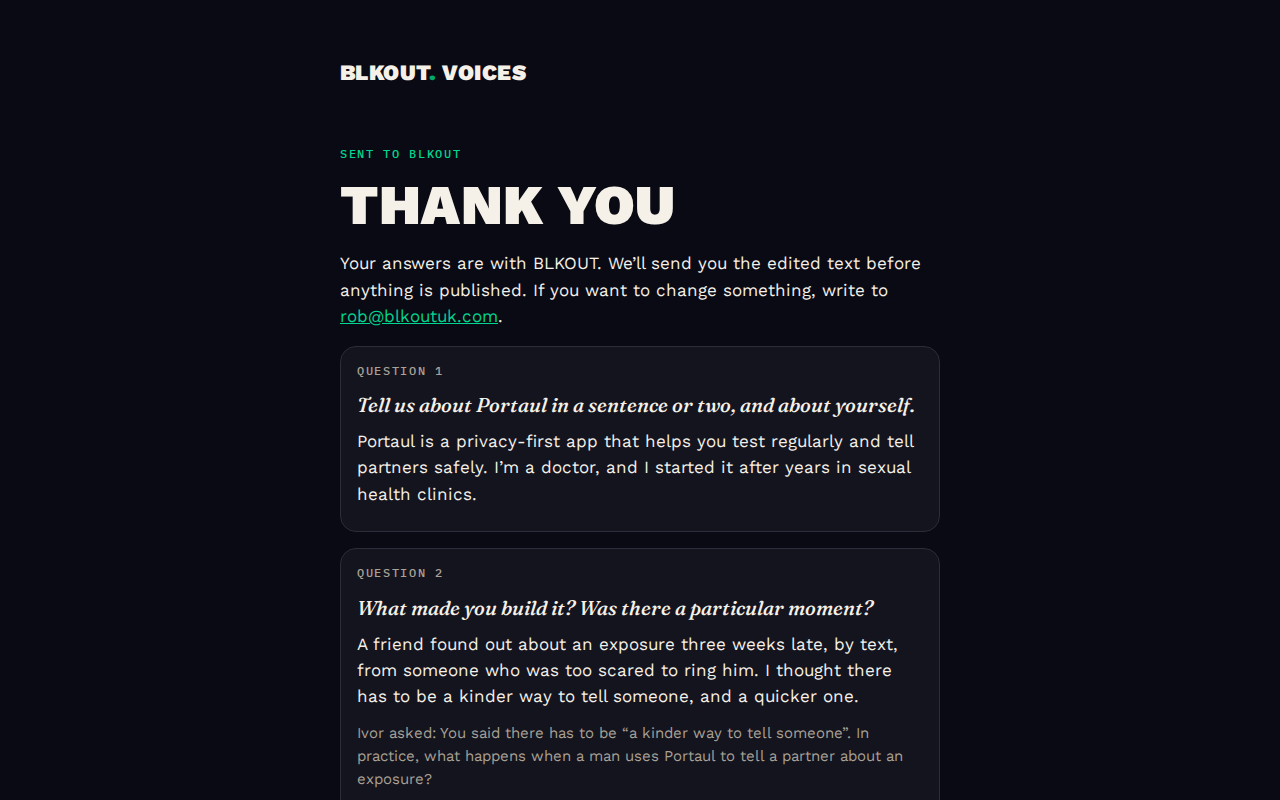 BLKOUT. VOICES
SENT TO BLKOUT
THANK YOU
Your answers are with BLKOUT. We’ll send you the edited text before
anything is published. If you want to change something, write to
rob@blkoutuk.com.
QUESTION 1
Tell us about Portaul in a sentence or two, and about yourself.
Portaul is a privacy-first app that helps you test regularly and tell
partners safely. I’m a doctor, and I started it after years in sexual
health clinics.
QUESTION 2
What made you build it? Was there a particular moment?
A friend found out about an exposure three weeks late, by text,
from someone who was too scared to ring him. I thought there
has to be a kinder way to tell someone, and a quicker one.
Ivor asked: You said there has to be “a kinder way to tell someone”. In
practice, what happens when a man uses Portaul to tell a partner about an
exposure?